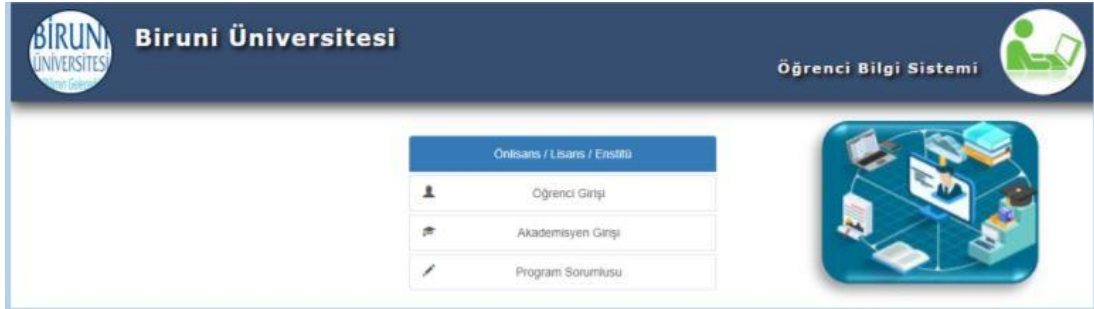 BİRUNİ
ÜNİVERSİTESİ
Biruni Üniversitesi
Öğrenci Bilgi Sistemi
Önlisans / Lisans / Enstitü
Öğrenci Girişi
Akademisyen Girişi
Program Sorumlusu